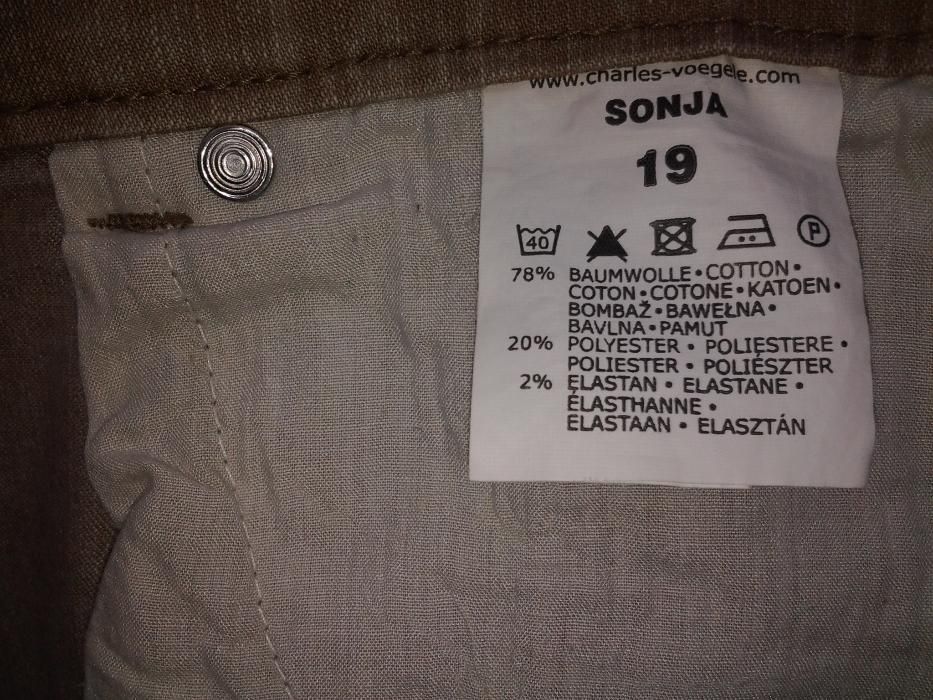 www.charles-voegele.com
SONJA
19
40 P
78% BAUMWOLLE•COTTON•
COTON•COTONE•KATOEN•
BOMBAŽ•BAWEŁNA•
BAVLNA•PAMUT
20% POLYESTER • POLIESTERE •
POLIESTER • POLIÉSZTER
2% ELASTAN • ELASTANE •
ÉLASTHANNE •
ELASTAAN • ELASZTÁN